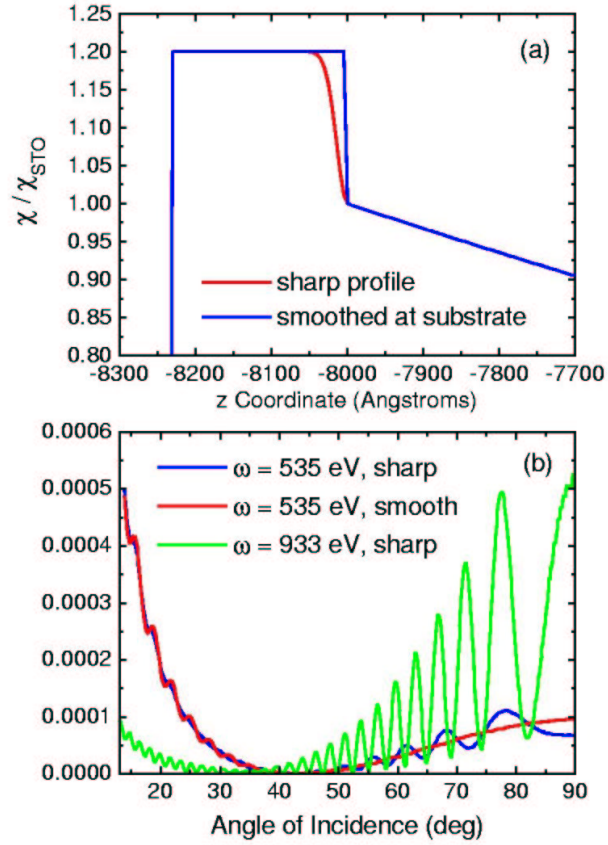 1.25
(a)
1.20
1.15
1.10
1.05
1.00
0.95
0.90
0.85
0.80
χ / χSTO
sharp profile
smoothed at substrate
-8300 -8200 -8100 -8000 -7900 -7800 -7700
z Coordinate (Angstroms)
0.0006
(b)
0.0005
0.0004
0.0003
0.0002
0.0001
0.0000
ω = 535 eV, sharp
ω = 535 eV, smooth
ω = 933 eV, sharp
20 30 40 50 60 70 80 90
Angle of Incidence (deg)